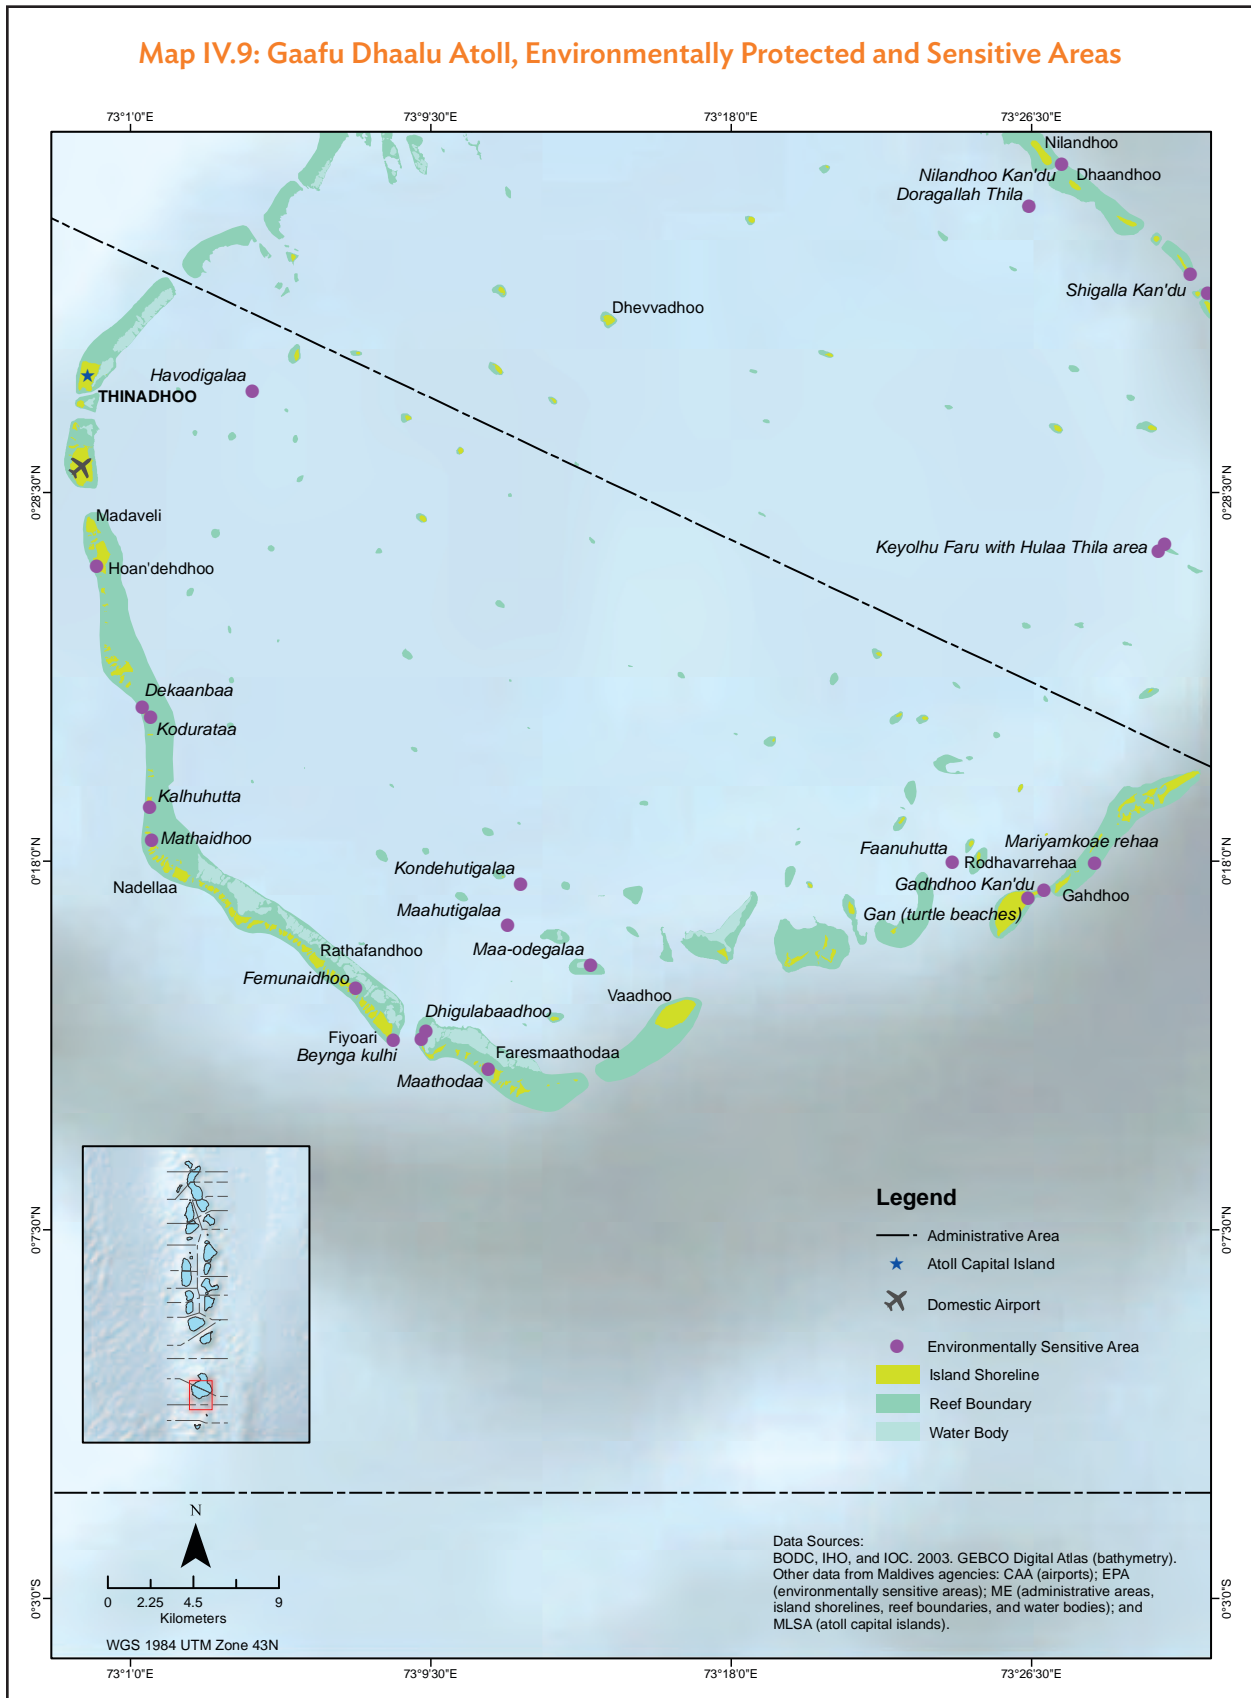 Map IV.9: Gaafu Dhaalu Atoll, Environmentally Protected and Sensitive Areas
73°1'0"E
73°9'30"E
73°18'0"E
73°26'30"E
Nilandhoo
Nilandhoo Kan'du
Dhaandhoo
Doragallah Thila
Shigalla Kan'du
Dhevvadhoo
Havodigalaa
THINADHOO
0°28'30"N
0°28'30"N
Madaveli
Keyolhu Faru with Hulaa Thila area
Hoan'dehdhoo
Dekaanbaa
Kodurataa
Kalhuhutta
Mathaidhoo
Mariyamkoae rehaa
Faanuhutta
0°18'0"N
0°18'0"N
Rodhavarrehaa
Kondehutigalaa
Nadellaa
Gadhdhoo Kan'du
Gahdhoo
Maahutigalaa
Gan (turtle beaches)
Rathafandhoo
Maa-odegalaa
Femunaidhoo
Vaadhoo
Dhigulabaadhoo
Fiyoari
Beynga kulhi
Faresmaathodaa
Maathodaa
Legend
0°7'30"N
0°7'30"N
Administrative Area
Atoll Capital Island
Domestic Airport
Environmentally Sensitive Area
Island Shoreline
Reef Boundary
Water Body
N
Data Sources:
BODC, IHO, and IOC. 2003. GEBCO Digital Atlas (bathymetry).
Other data from Maldives agencies: CAA (airports); EPA
(environmentally sensitive areas); ME (administrative areas,
island shorelines, reef boundaries, and water bodies); and
MLSA (atoll capital islands).
0°3'0"S
0°3'0"S
0 2.25 4.5 9
Kilometers
WGS 1984 UTM Zone 43N
73°1'0"E
73°9'30"E
73°18'0"E
73°26'30"E